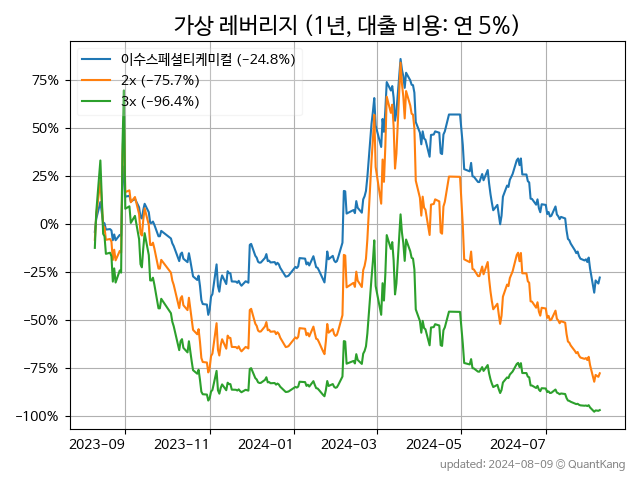 가상 레버리지 (1년, 대출 비용: 연 5%)
이수스페셜티케미컬 (−24.8%)
2x (−75.7%)
3x (−96.4%)
75%
50%
25%
0%
−25%
−50%
−75%
−100%
2023-09 2023-11 2024-01 2024-03 2024-05 2024-07
updated: 2024-08-09 © QuantKang